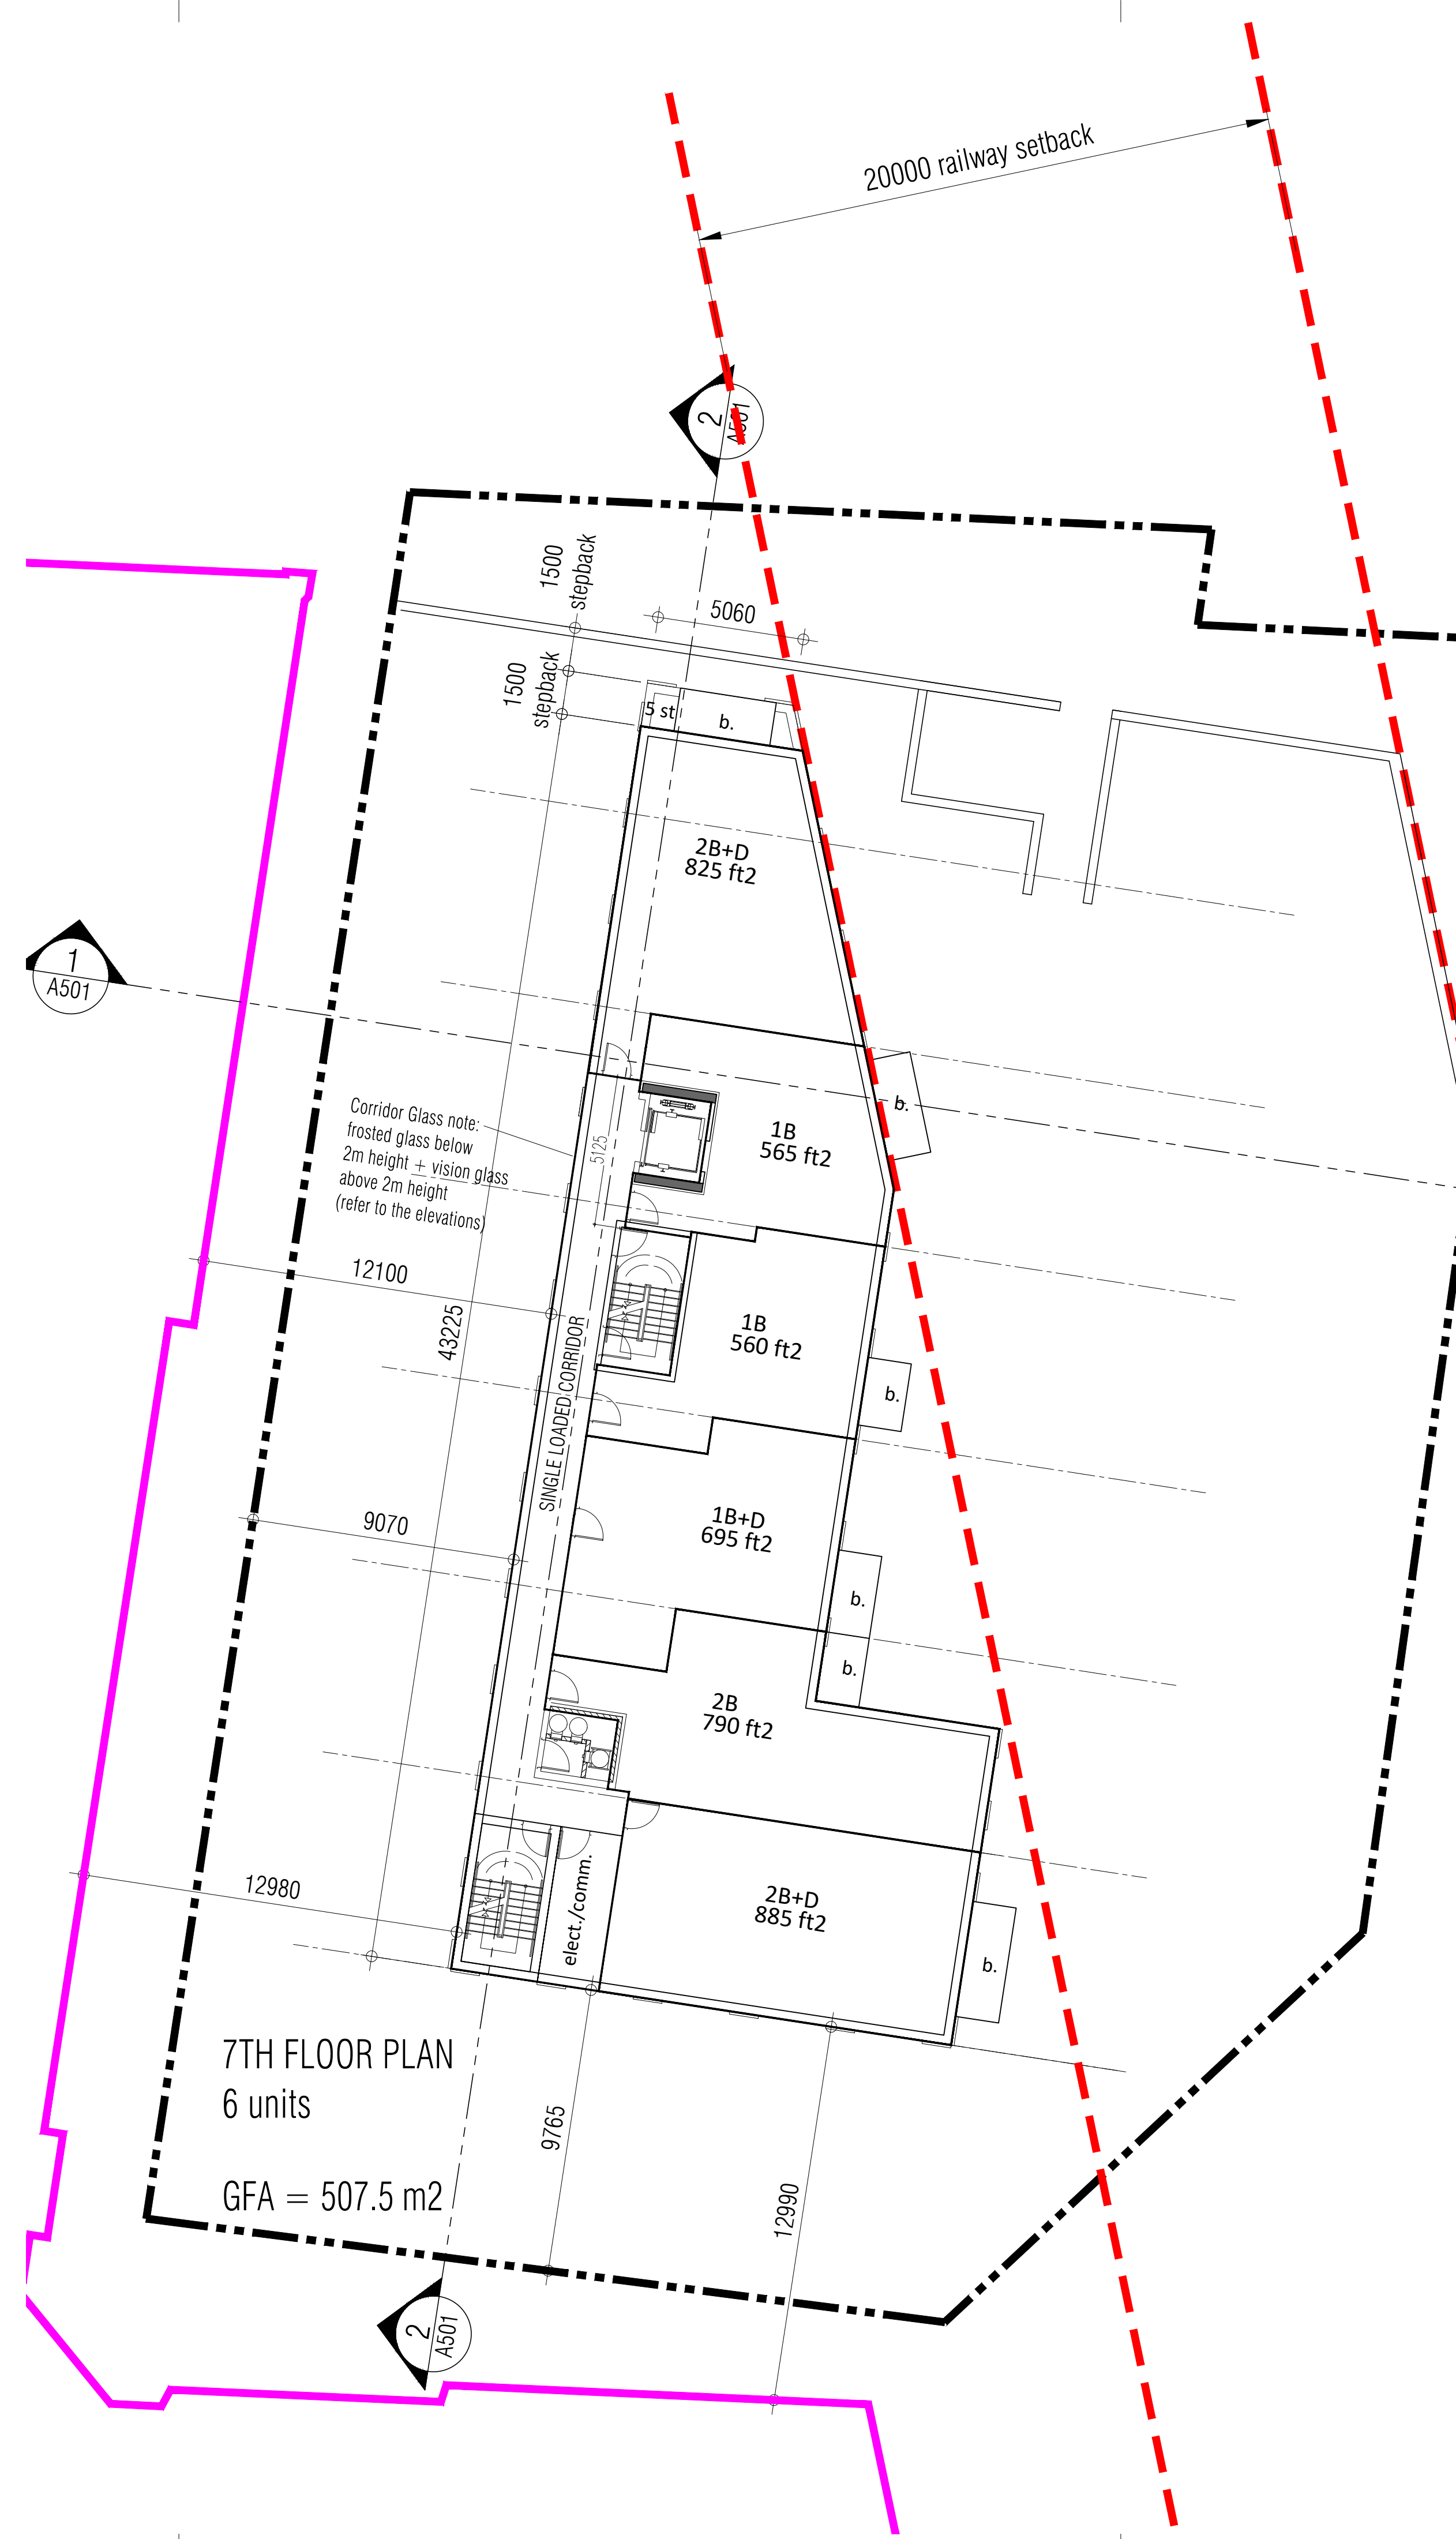 20000 railway setback
2
A501
1500
stepback
5060
1500
stepback
5 st
b.
2B+D
825 ft2
1
A501
b.
Corridor Glass note:
frosted glass below
2m height + vision glass
above 2m height
(refer to the elevations)
5125
1B
565 ft2
12100
43225
1B
560 ft2
b.
SINGLE LOADED CORRIDOR
9070
1B+D
695 ft2
b.
b.
2B
790 ft2
12980
elect./comm.
2B+D
885 ft2
b.
7TH FLOOR PLAN
6 units
GFA = 507.5 m2
9765
12990
2
A501